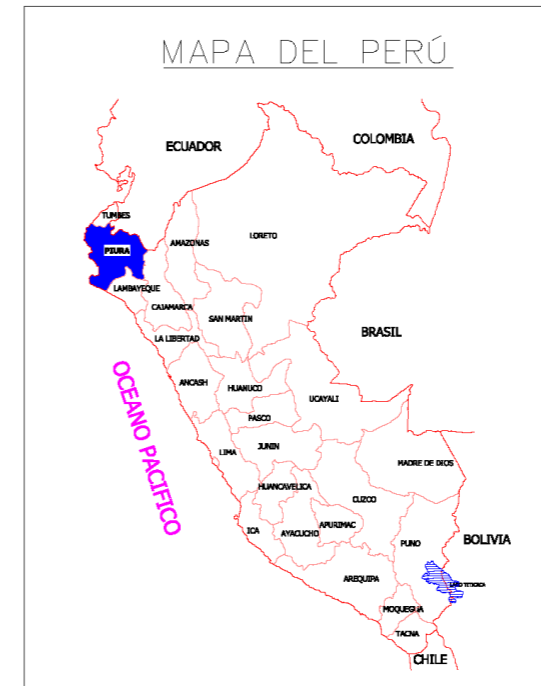 MAPA DEL PERÚ
ECUADOR
COLOMBIA
TUMBES
PIURA
AMAZONAS
LORETO
LAMBAYEQUE
CAJAMARCA
SAN MARTIN
BRASIL
LA LIBERTAD
ANCASH
HUANUCO
UCAYALI
OCEANO PACIFICO
PASCO
LIMA
JUNIN
MADRE DE DIOS
HUANCAVELICA
CUZCO
ICA
AYACUCHO
APURIMAC
PUNO
BOLIVIA
AREQUIPA
LAGO TITICACA
MOQUEGUA
TACNA
CHILE